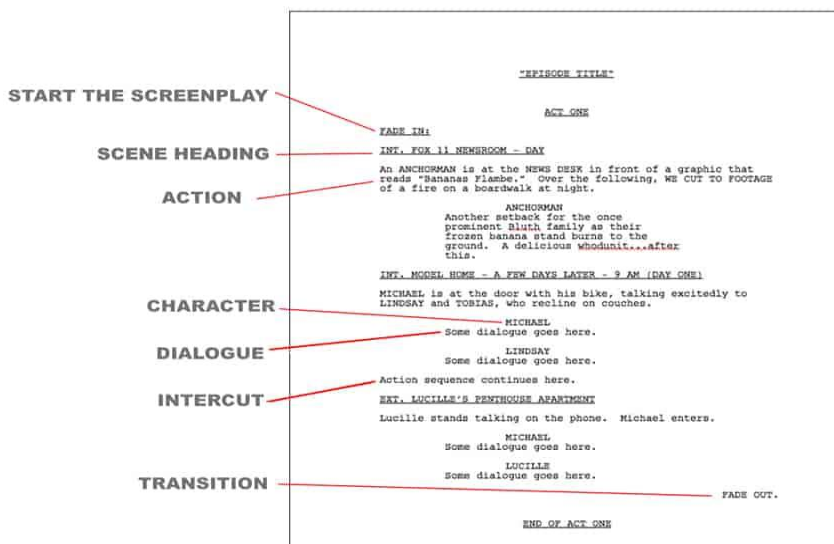 "EPISODE TITLE"
START THE SCREENPLAY
ACT ONE
FADE IN:
SCENE HEADING
INT. FOX 11 NEWSROOM - DAY
An ANCHORMAN is at the NEWS DESK in front of a graphic that
reads "Bananas Flambe." Over the following, WE CUT TO FOOTAGE
of a fire on a boardwalk at night.
ACTION
ANCHORMAN
Another setback for the once
prominent Bluth family as their
frozen banana stand burns to the
ground. A delicious whodunit...after
this.
INT. MODEL HOME - A FEW DAYS LATER - 9 AM (DAY ONE)
MICHAEL is at the door with his bike, talking excitedly to
LINDSAY and TOBIAS, who recline on couches.
CHARACTER
MICHAEL
Some dialogue goes here.
DIALOGUE
LINDSAY
Some dialogue goes here.
Action sequence continues here.
INTERCUT
EXT. LUCILLE'S PENTHOUSE APARTMENT
Lucille stands talking on the phone. Michael enters.
MICHAEL
Some dialogue goes here.
LUCILLE
Some dialogue goes here.
TRANSITION
FADE OUT.
END OF ACT ONE